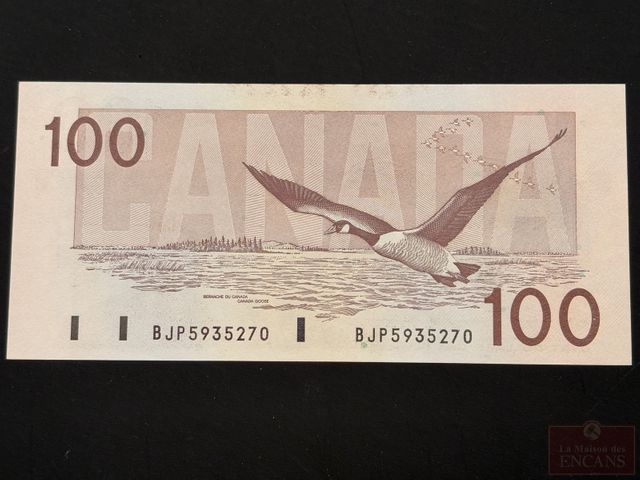 CANADA
100
BERNACHE DU CANADA
CANADA GOOSE
BJP5935270
BJP5935270
100
La Maison des
ENCANS